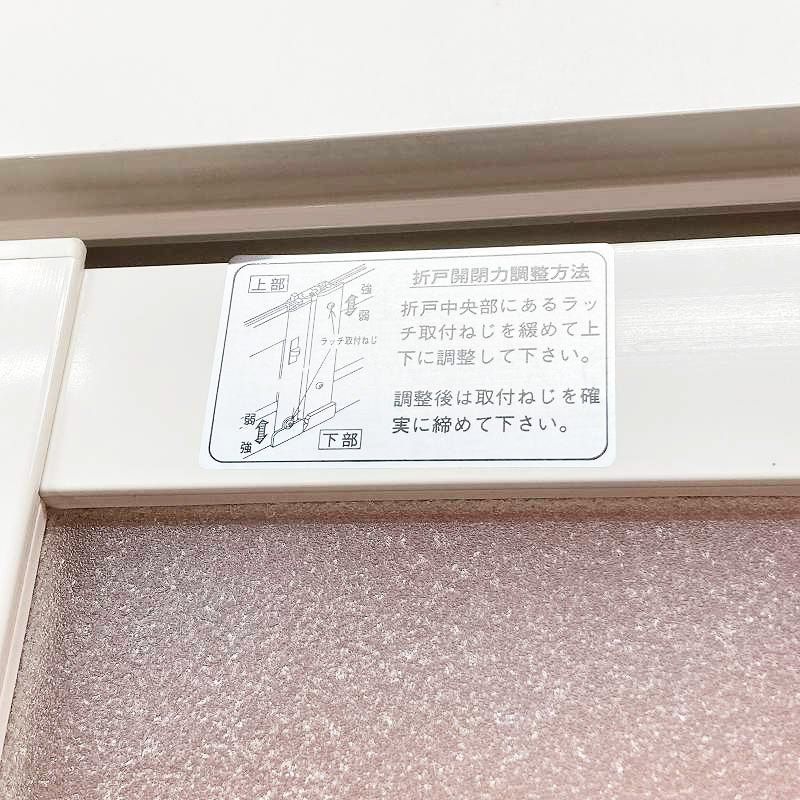 上部
強
弱
ラッチ取付ねじ
弱
強
下部
折戸開閉力調整方法
折戸中央部にあるラッ
チ取付ねじを緩めて上
下に調整して下さい。
調整後は取付ねじを確
実に締めて下さい。